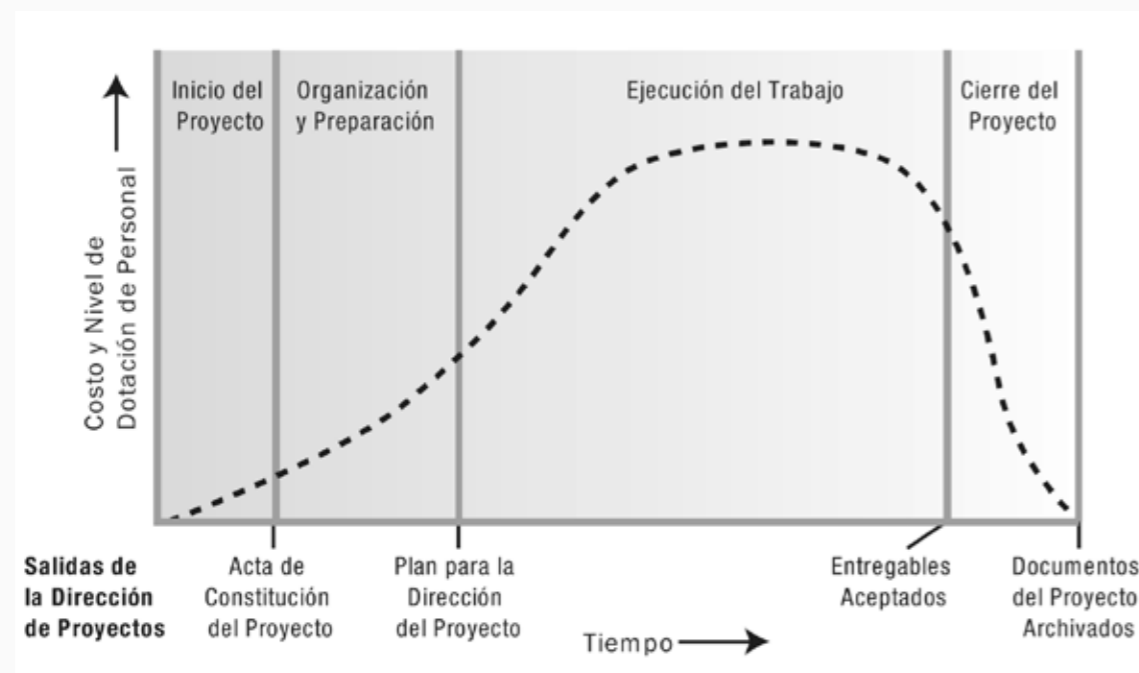 Inicio del
Proyecto
Organización
y Preparación
Ejecución del Trabajo
Cierre del
Proyecto
Costo y Nivel de
Dotación de Personal
Salidas de
la Dirección
de Proyectos
Acta de
Constitución
del Proyecto
Plan para la
Dirección
del Proyecto
Tiempo
Entregables
Aceptados
Documentos
del Proyecto
Archivados